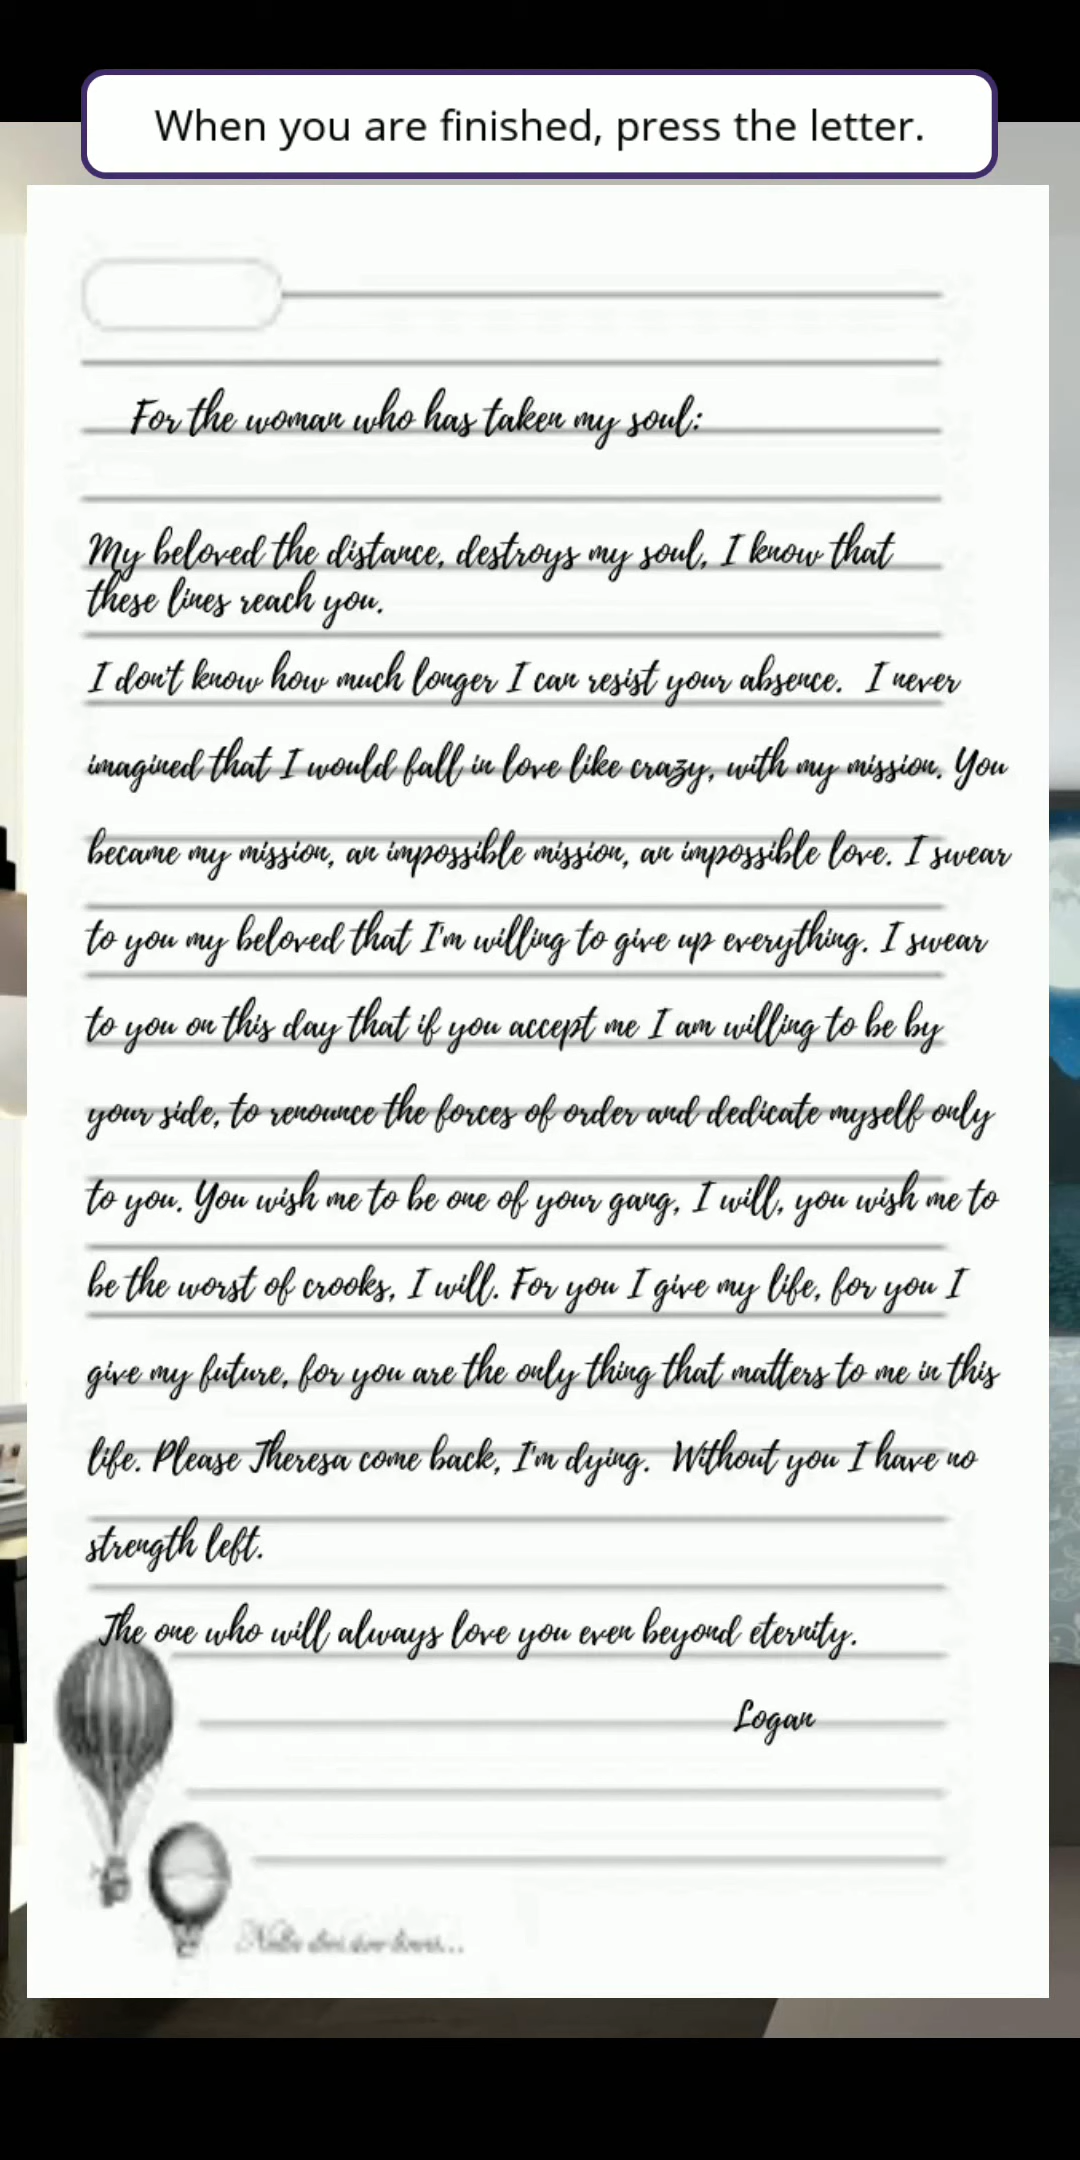 When you are finished, press the letter.
For the woman who has taken my soul:
My beloved the distance, destroys my soul, I know that
these lines reach you.
I don't know how much longer I can resist your absence. I never
imagined that I would fall in love like crazy, with my mission. You
became my mission, an impossible mission, an impossible love. I swear
to you my beloved that I'm willing to give up everything. I swear
to you on this day that if you accept me I am willing to be by
your side, to renounce the forces of order and dedicate myself only
to you. You wish me to be one of your gang, I will, you wish me to
be the worst of crooks, I will. For you I give my life, for you I
give my future, for you are the only thing that matters to me in this
life. Please Theresa come back, I'm dying. Without you I have no
strength left.
The one who will always love you even beyond eternity.
Logan